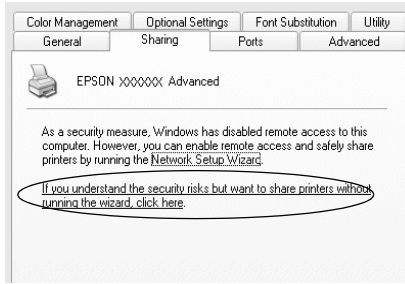 Color Management Optional Settings Font Substitution Utility
General Sharing Ports Advanced
EPSON XXXXXX Advanced
As a security measure, Windows has disabled remote access to this
computer. However, you can enable remote access and safely share
printers by running the Network Setup Wizard.
If you understand the security risks but want to share printers without
running the wizard, click here.